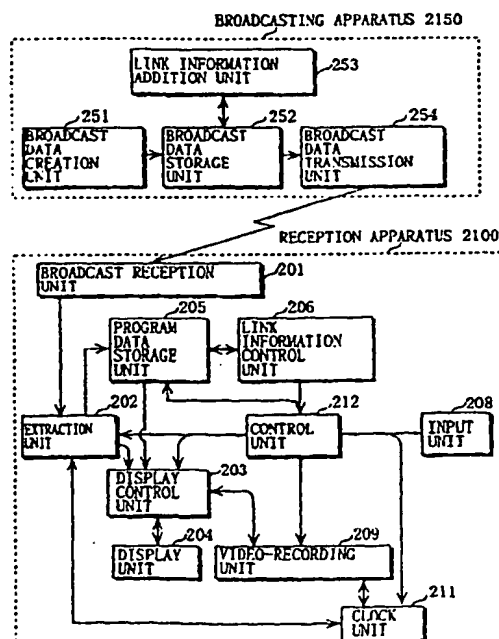 BROADCASTING APPARATUS 2150
LINK INFORMATION
ADDITION UNIT
253
251
252
254
BROADCAST
DATA
CREATION
UNIT
BROADCAST
DATA
STORAGE
UNIT
BROADCAST
DATA
TRANSMISSION
UNIT
RECEPTION APPARATUS 2100
BROADCAST RECEPTION
UNIT
201
205
206
PROGRAM
DATA
STORAGE
UNIT
LINK
INFORMATION
CONTROL
UNIT
202
212
208
EXTRACTION
UNIT
CONTROL
UNIT
INPUT
UNIT
203
DISPLAY
CONTROL
UNIT
204
209
DISPLAY
UNIT
VIDEO-RECORDING
UNIT
211
CLOCK
UNIT